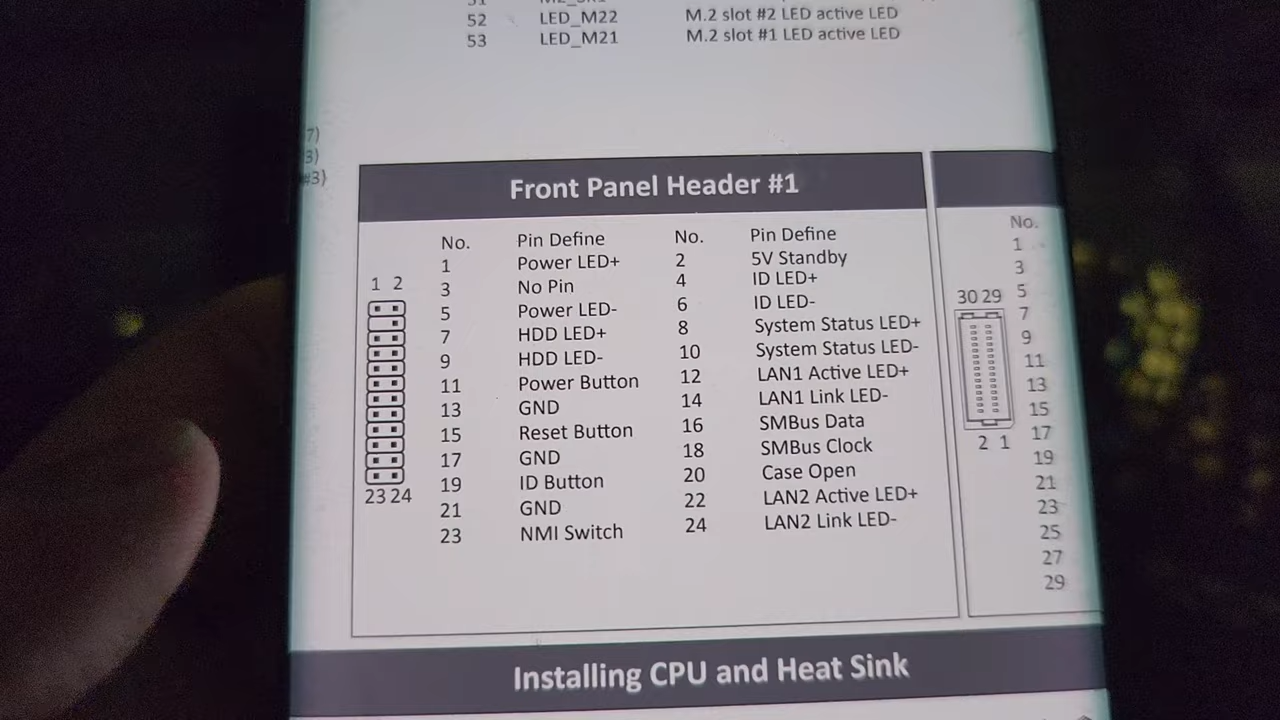 52 LED_M22 M.2 slot #2 LED active LED
53 LED_M21 M.2 slot #1 LED active LED
7)
3)
#3)
Front Panel Header #1
No. Pin Define No. Pin Define
1 Power LED+ 2 5V Standby
3 No Pin 4 ID LED+
5 Power LED- 6 ID LED-
7 HDD LED+ 8 System Status LED+
9 HDD LED- 10 System Status LED-
11 Power Button 12 LAN1 Active LED+
13 GND 14 LAN1 Link LED-
15 Reset Button 16 SMBus Data
17 GND 18 SMBus Clock
19 ID Button 20 Case Open
21 GND 22 LAN2 Active LED+
23 NMI Switch 24 LAN2 Link LED-
1 2
23 24
No.
1
3
5
7
9
11
13
15
17
19
21
23
25
27
29
30 29
2 1
Installing CPU and Heat Sink